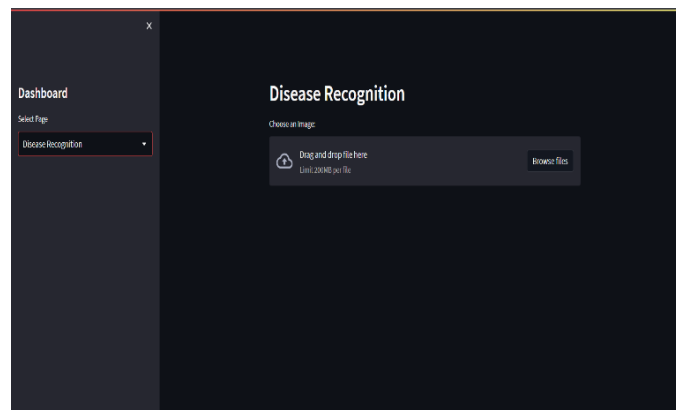 X
Dashboard
Select Page
Disease Recognition
Disease Recognition
Choose an Image:
Drag and drop file here
Limit 200MB per file
Browse files